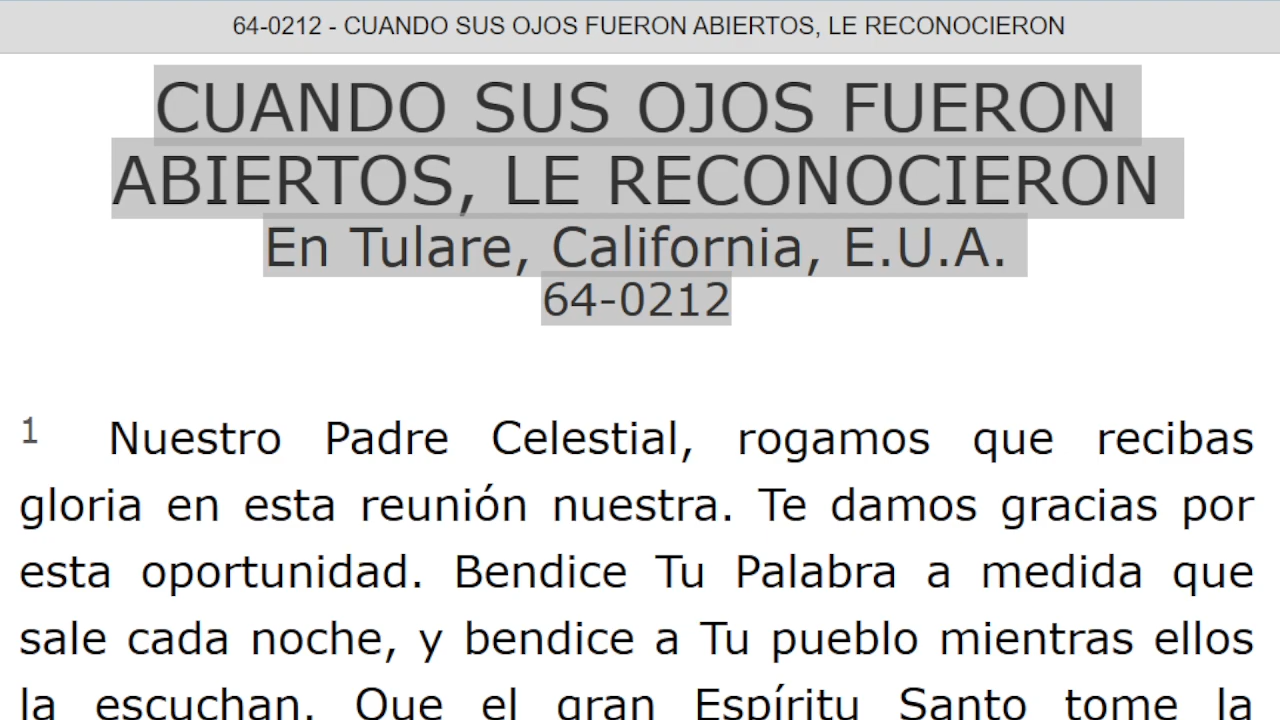 64-0212 - CUANDO SUS OJOS FUERON ABIERTOS, LE RECONOCIERON
CUANDO SUS OJOS FUERON
ABIERTOS, LE RECONOCIERON
En Tulare, California, E.U.A.
64-0212
1 Nuestro Padre Celestial, rogamos que recibas
gloria en esta reunión nuestra. Te damos gracias por
esta oportunidad. Bendice Tu Palabra a medida que
sale cada noche, y bendice a Tu pueblo mientras ellos
la escuchan. Que el gran Espíritu Santo tome la